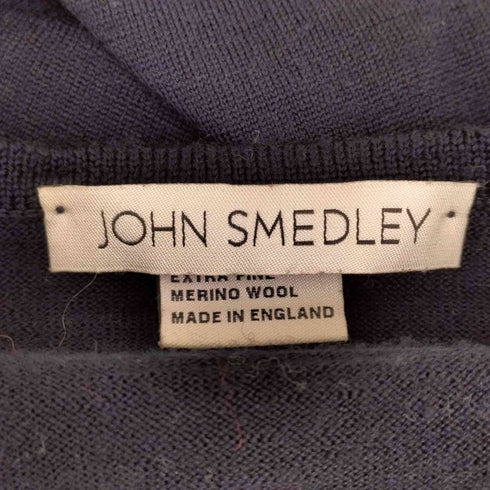 JOHN SMEDLEY
EXTRA FINE
MERINO WOOL
MADE IN ENGLAND